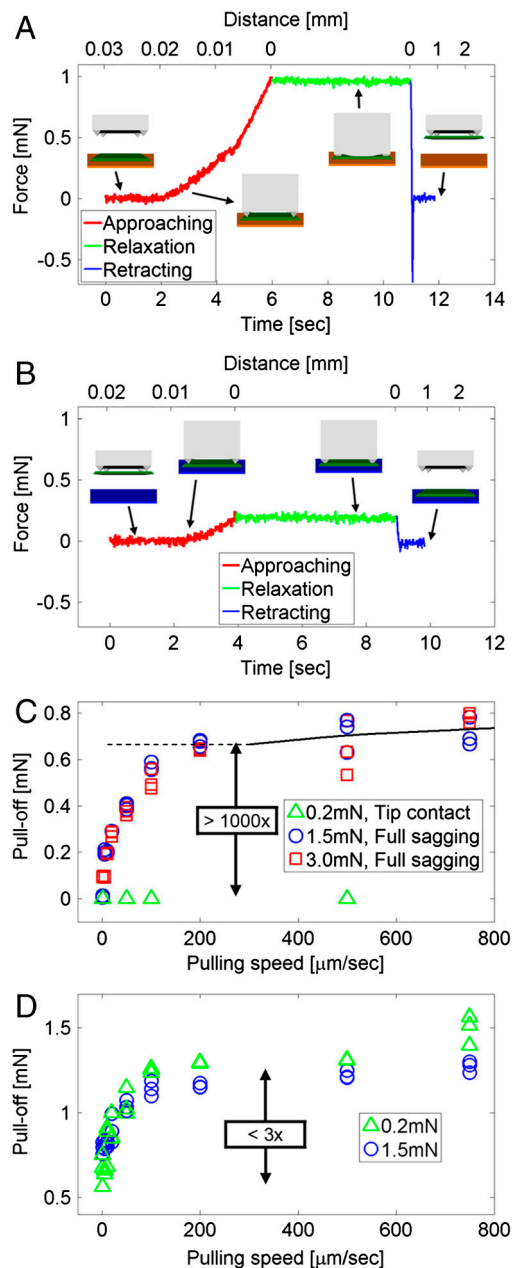 A
Distance [mm]
0.03 0.02 0.01 0 0 1 2
1
0.5
0
-0.5
Force [mN]
Approaching
Relaxation
Retracting
0 2 4 6 8 10 12 14
Time [sec]
B
Distance [mm]
0.02 0.01 0 0 1 2
1
0.5
0
-0.5
Force [mN]
Approaching
Relaxation
Retracting
0 2 4 6 8 10 12
Time [sec]
C
0.8
0.6
0.4
0.2
0
Pull-off [mN]
> 1000x
0.2mN, Tip contact
1.5mN, Full sagging
3.0mN, Full sagging
0 200 400 600 800
Pulling speed [μm/sec]
D
1.5
1
0.5
Pull-off [mN]
< 3x
0.2mN
1.5mN
0 200 400 600 800
Pulling speed [μm/sec]